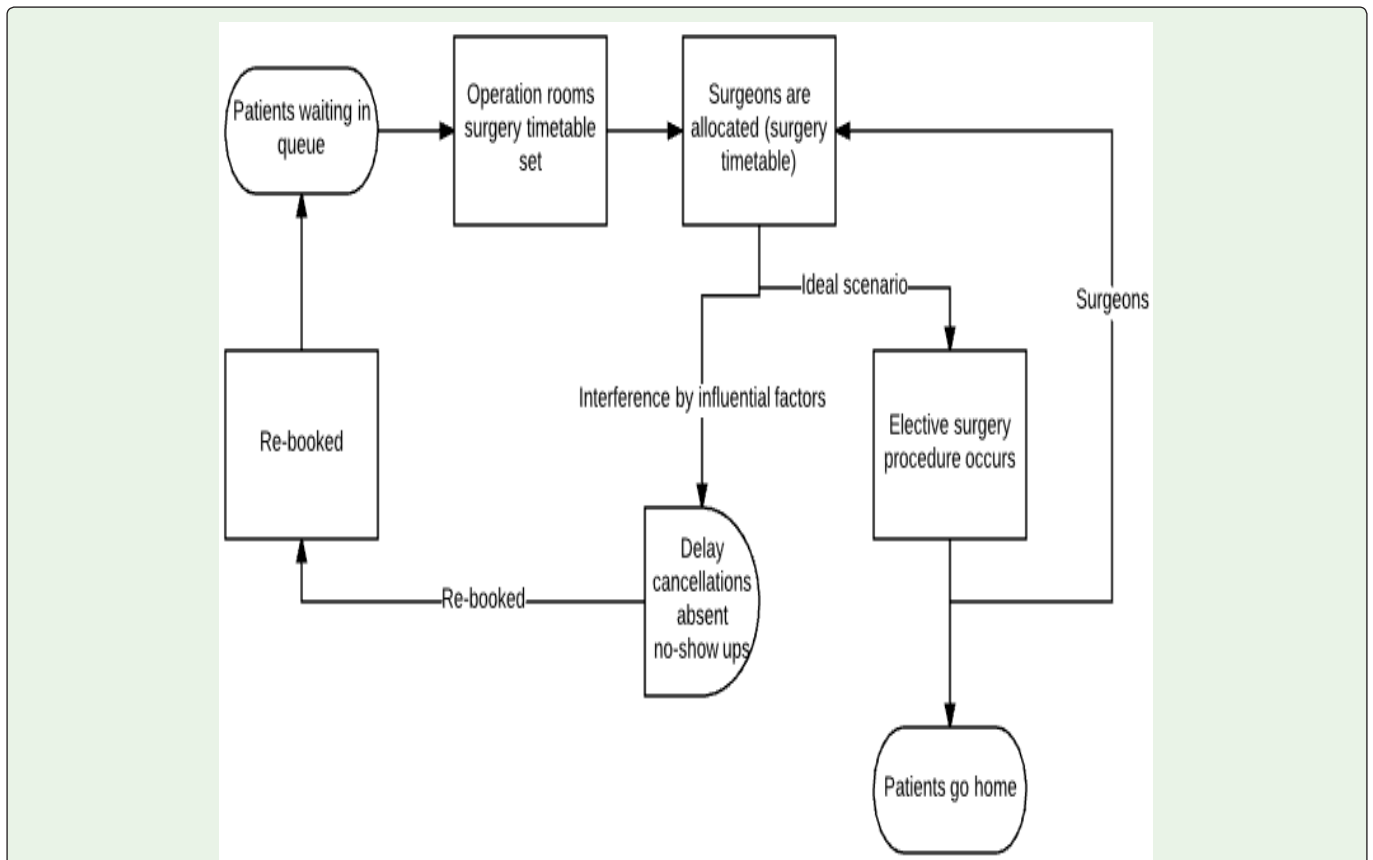 Patients waiting in
queue
Operation rooms
surgery timetable
set
Surgeons are
allocated (surgery
timetable)
Ideal scenario
Surgeons
Interference by influential factors
Elective surgery
procedure occurs
Re-booked
Delay
cancellations
absent
no-show ups
Re-booked
Patients go home